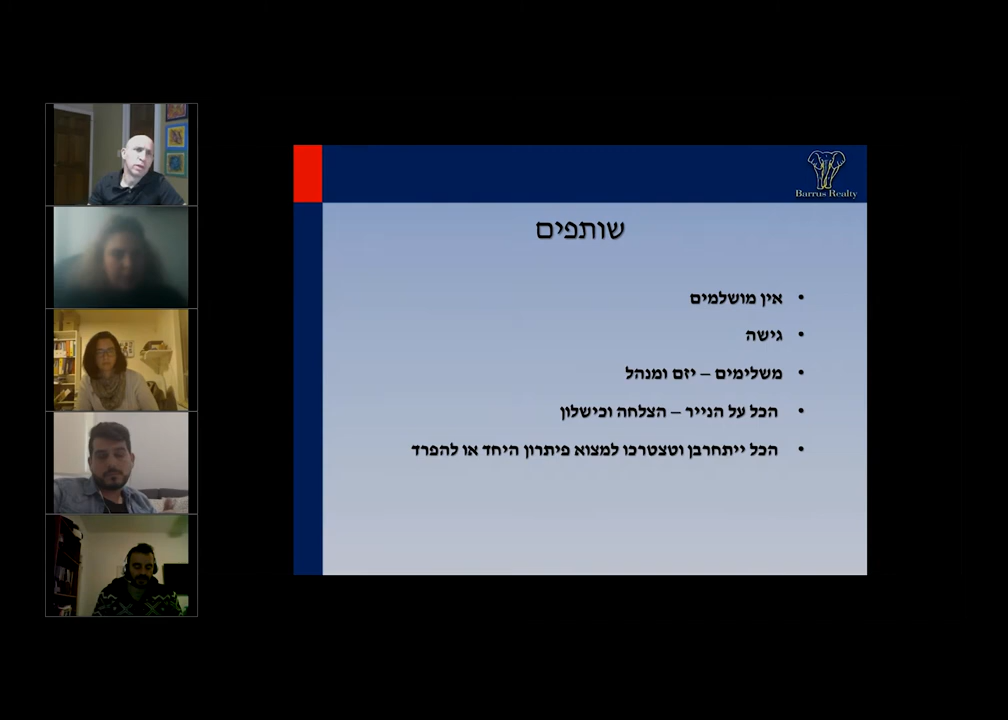 Barrus Realty
שותפים
• אין מושלמים
• גישה
• משלימים – יזם ומנהל
• הכל על הנייר – הצלחה וכישלון
• הכל ייתחרבן וטצטרכו למצוא פיתרון היחד או להפרד